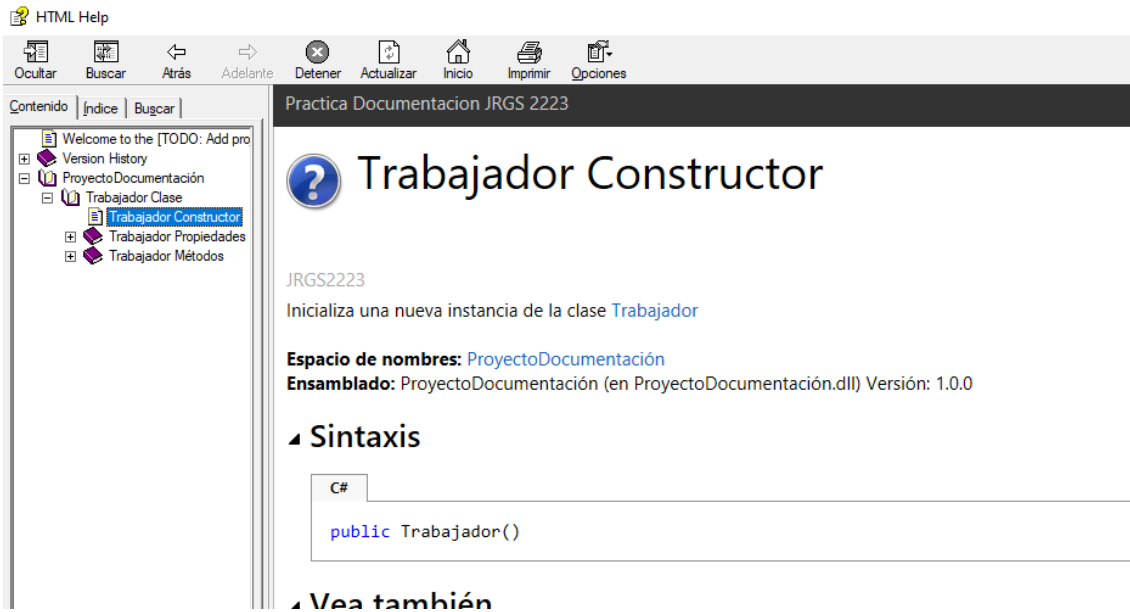 HTML Help
Ocultar Buscar Atrás Adelante Detener Actualizar Inicio Imprimir Opciones
Contenido Índice Buscar
Welcome to the [TODO: Add pro
Version History
ProyectoDocumentación
Trabajador Clase
Trabajador Constructor
Trabajador Propiedades
Trabajador Métodos
Practica Documentacion JRGS 2223
Trabajador Constructor
JRGS2223
Inicializa una nueva instancia de la clase Trabajador
Espacio de nombres: ProyectoDocumentación
Ensamblado: ProyectoDocumentación (en ProyectoDocumentación.dll) Versión: 1.0.0
Sintaxis
C#
public Trabajador()
Vea también